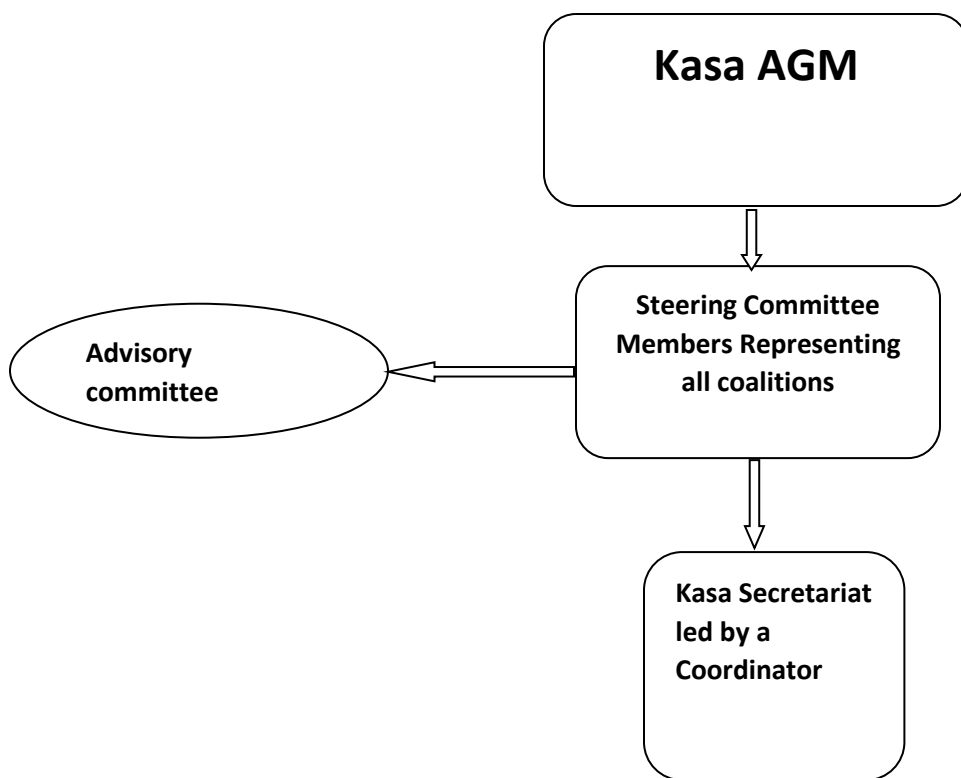 Kasa AGM
Steering Committee
Members Representing
all coalitions
Advisory
committee
Kasa Secretariat
led by a
Coordinator